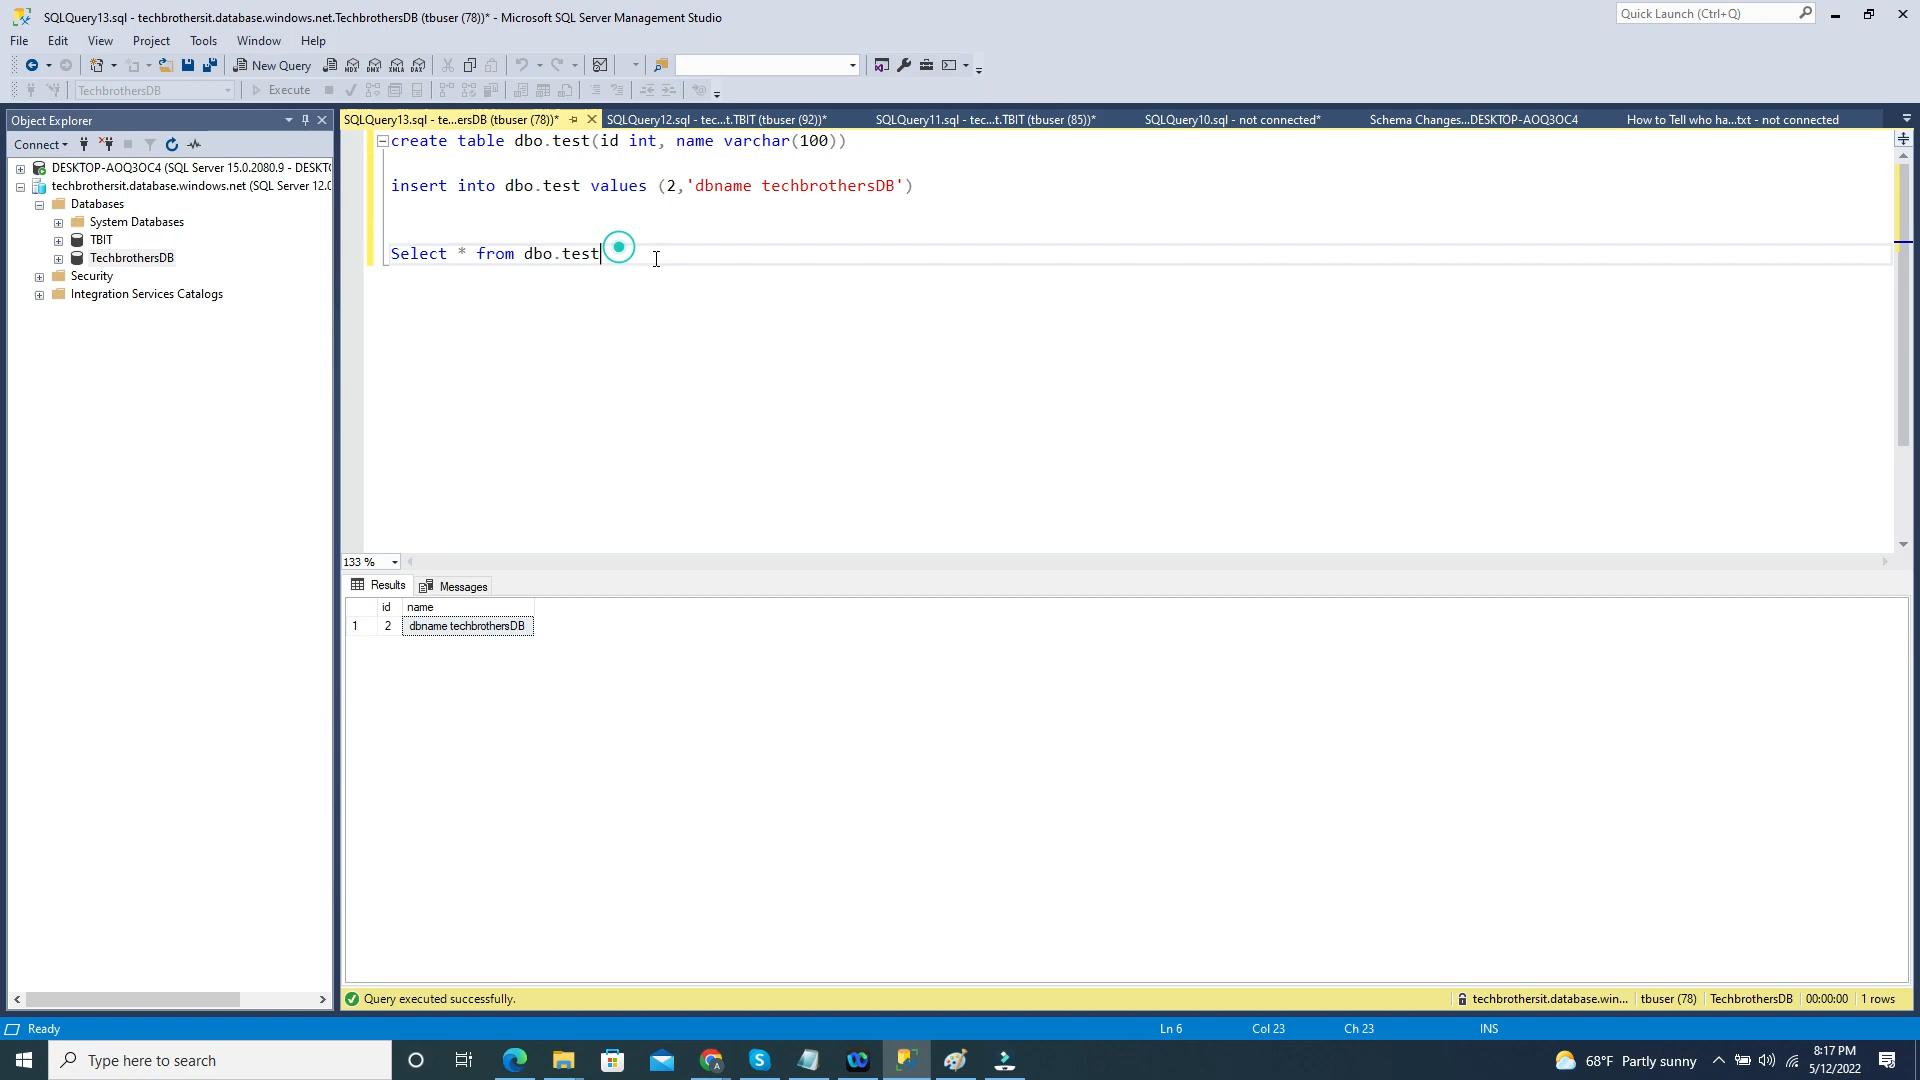 SQLQuery13.sql - techbrothersit.database.windows.net.TechbrothersDB (tbuser (78))* - Microsoft SQL Server Management Studio
Quick Launch (Ctrl+Q)
File Edit View Project Tools Window Help
New Query
MDX DMX XMLA DAX
TechbrothersDB
Execute
Object Explorer
SQLQuery13.sql - te...ersDB (tbuser (78))*
SQLQuery12.sql - tec...t.TBIT (tbuser (92))*
SQLQuery11.sql - tec...t.TBIT (tbuser (85))*
SQLQuery10.sql - not connected*
Schema Changes...DESKTOP-AOQ3OC4
How to Tell who ha...txt - not connected
Connect
DESKTOP-AOQ3OC4 (SQL Server 15.0.2080.9 - DESKT
techbrothersit.database.windows.net (SQL Server 12.0
Databases
System Databases
TBIT
TechbrothersDB
Security
Integration Services Catalogs
create table dbo.test(id int, name varchar(100))
insert into dbo.test values (2,'dbname techbrothersDB')
Select * from dbo.test
133 %
Results Messages
id name
1 2 dbname techbrothersDB
Query executed successfully.
techbrothersit.database.win... tbuser (78) TechbrothersDB 00:00:00 1 rows
Ready
Ln 6 Col 23 Ch 23 INS
Type here to search
68°F Partly sunny
8:17 PM
5/12/2022